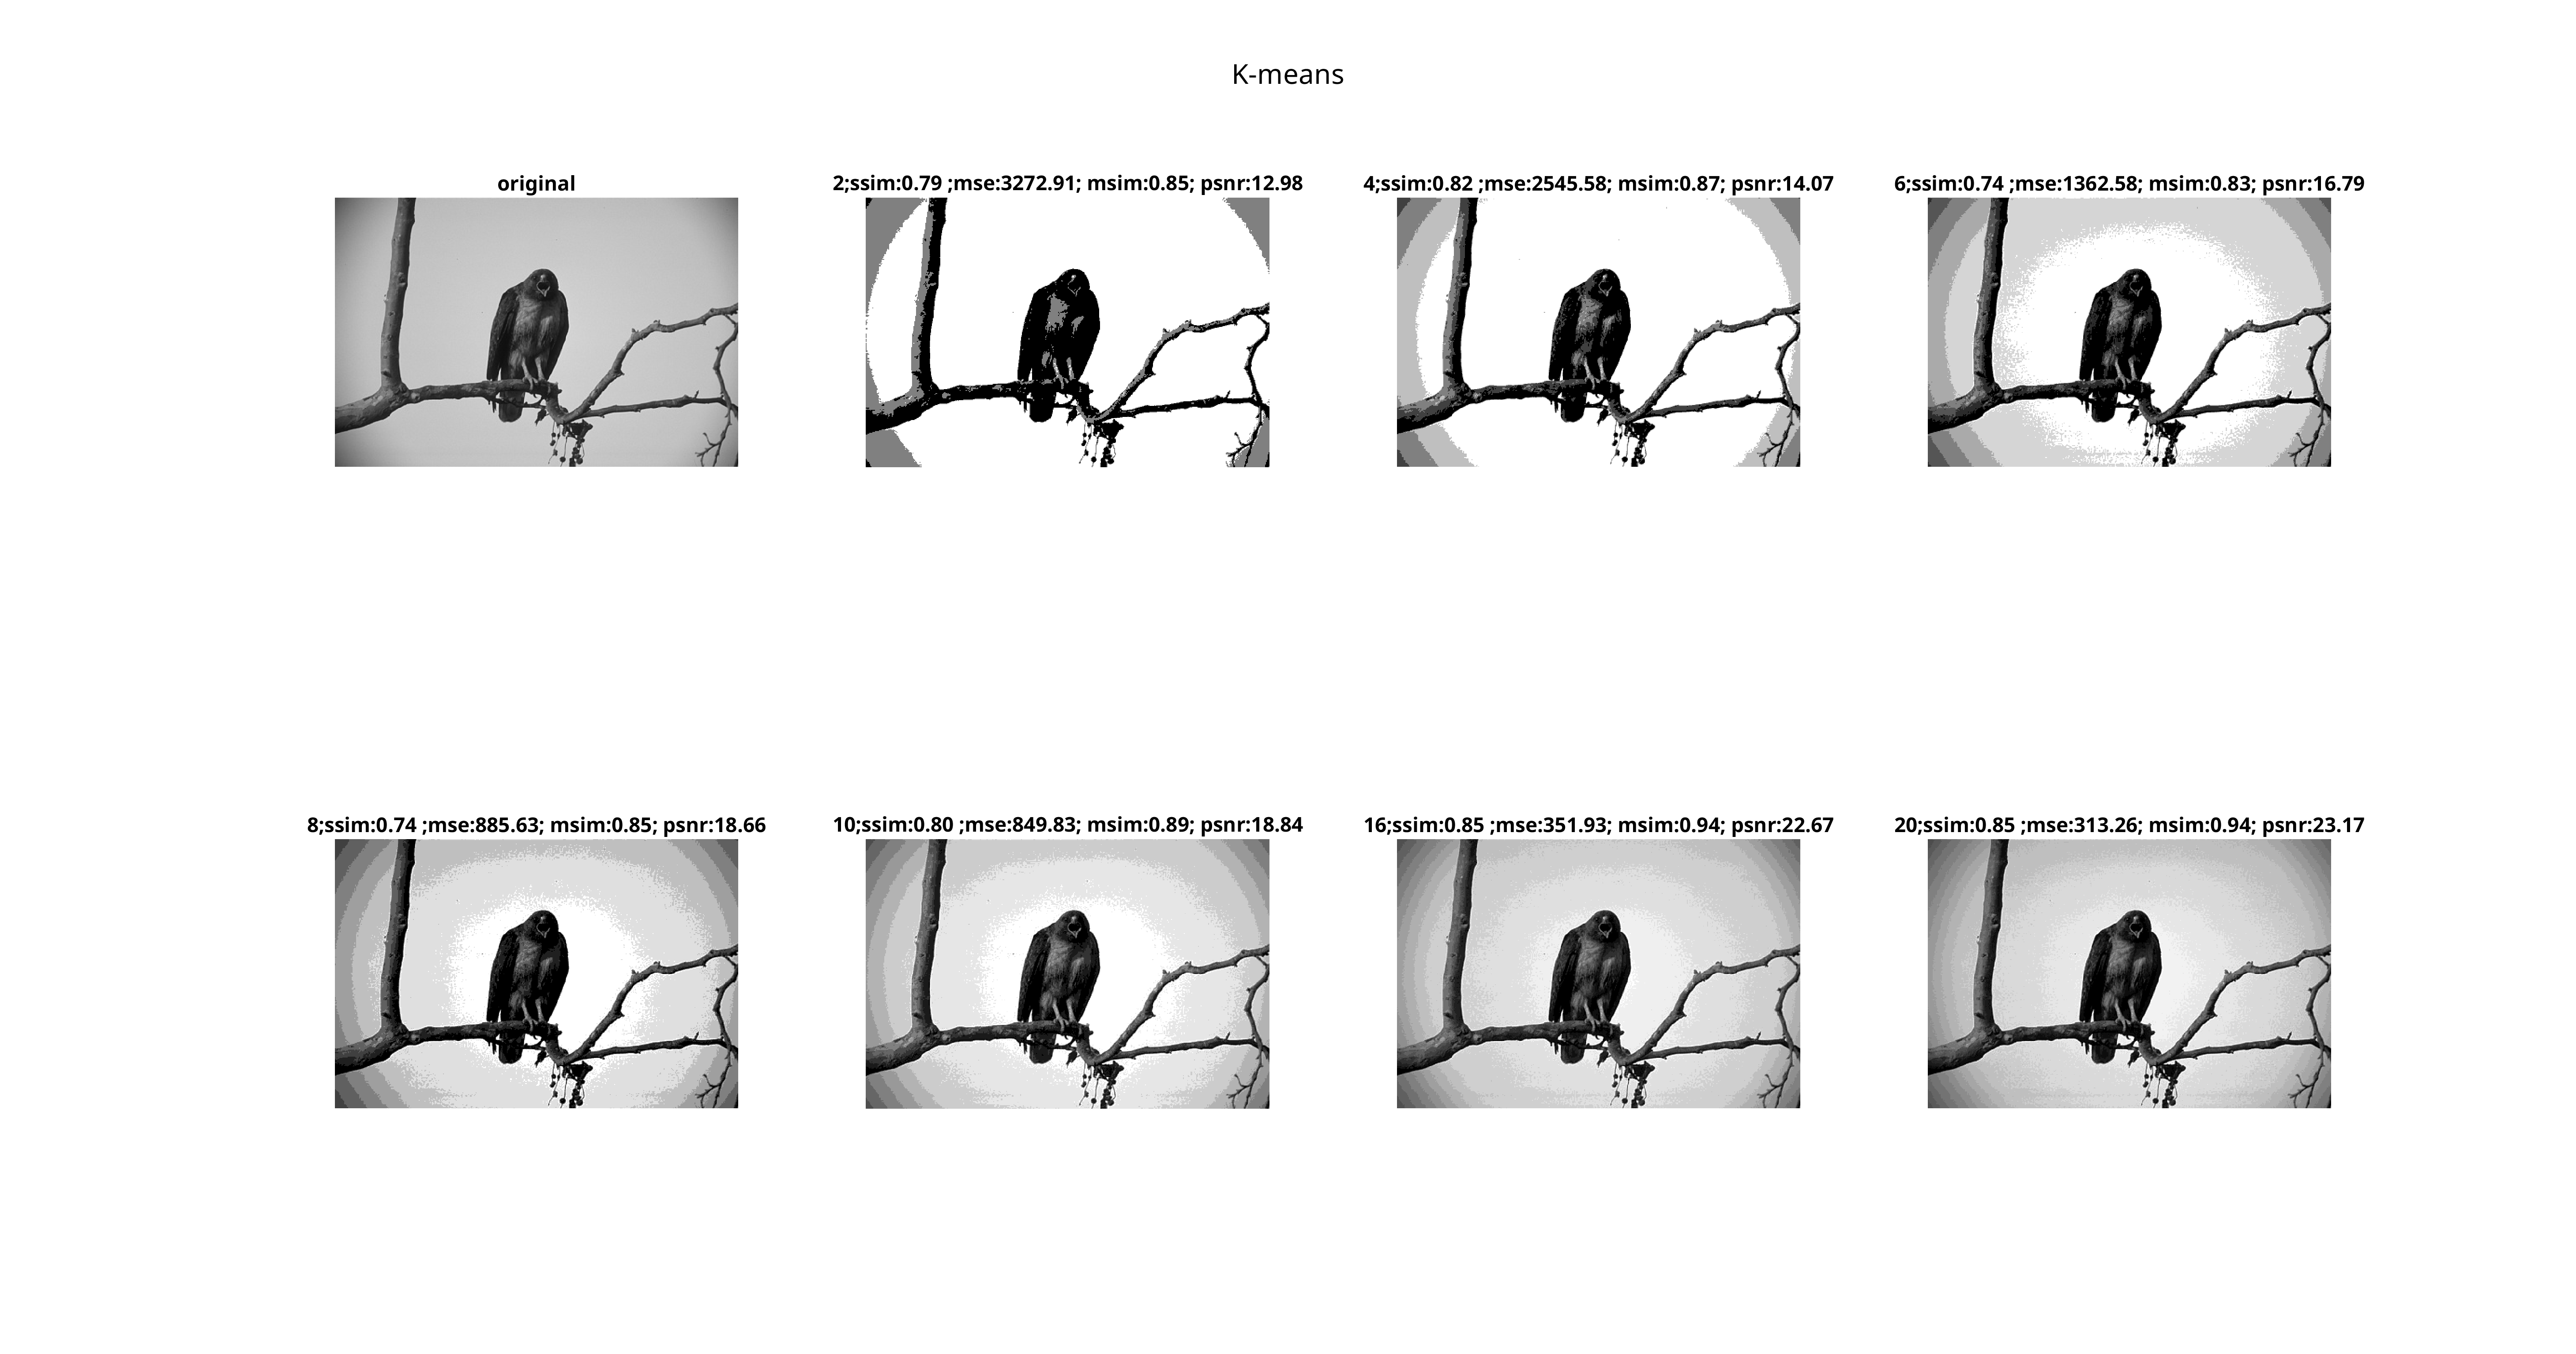 K-means
original
2;ssim:0.79 ;mse:3272.91; msim:0.85; psnr:12.98
4;ssim:0.82 ;mse:2545.58; msim:0.87; psnr:14.07
6;ssim:0.74 ;mse:1362.58; msim:0.83; psnr:16.79
8;ssim:0.74 ;mse:885.63; msim:0.85; psnr:18.66
10;ssim:0.80 ;mse:849.83; msim:0.89; psnr:18.84
16;ssim:0.85 ;mse:351.93; msim:0.94; psnr:22.67
20;ssim:0.85 ;mse:313.26; msim:0.94; psnr:23.17